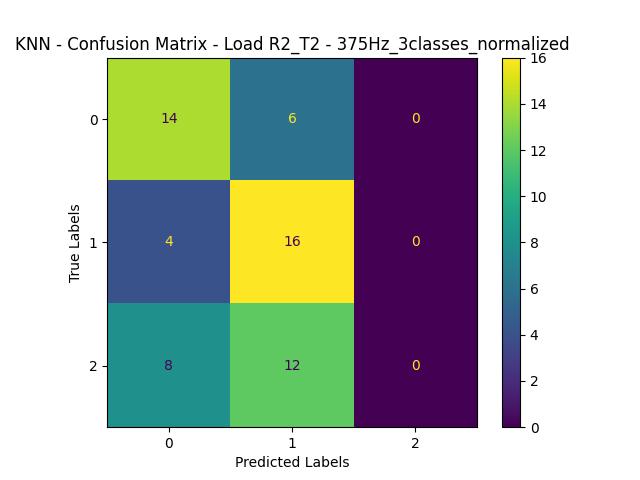 KNN - Confusion Matrix - Load R2_T2 - 375Hz_3classes_normalized
True Labels
0
1
2
14 6 0
4 16 0
8 12 0
0 1 2
Predicted Labels
16
14
12
10
8
6
4
2
0